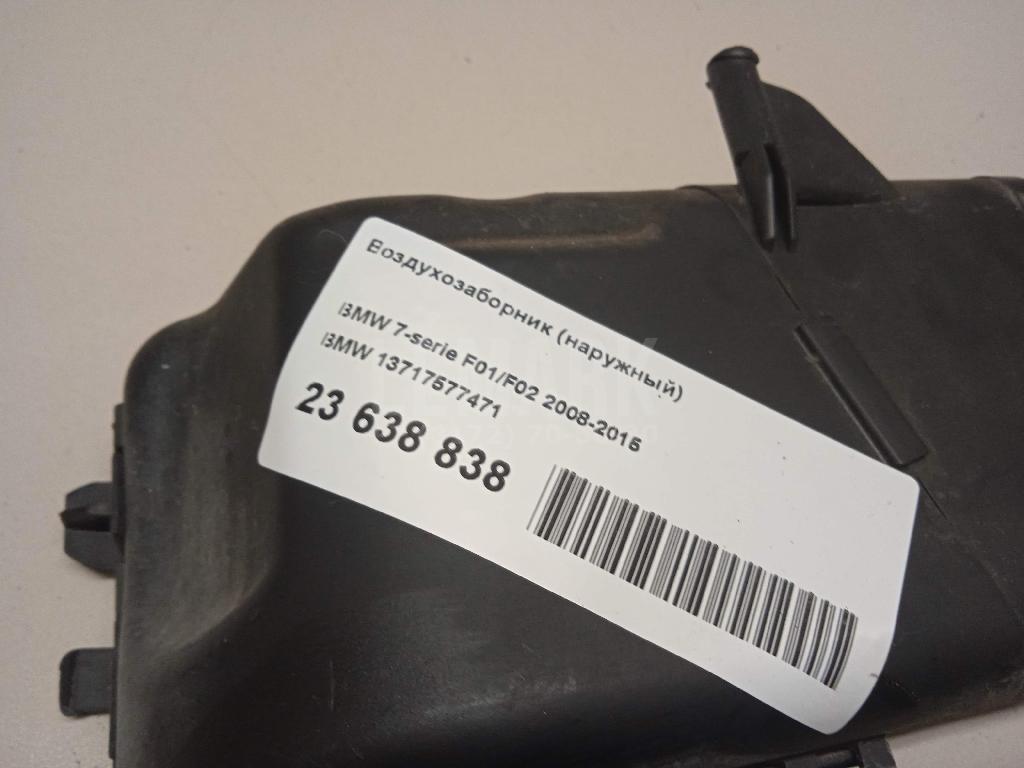 Воздухозаборник (наружный)
BMW 7-serie F01/F02 2008-2015
BMW 13717577471
23 638 838